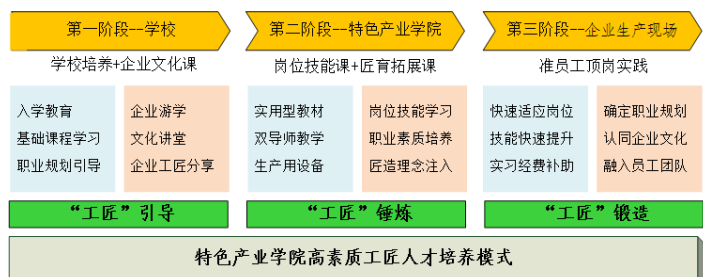 第一阶段--学校
第二阶段--特色产业学院
第三阶段--企业生产现场
学校培养+企业文化课
岗位技能课+匠育拓展课
准员工顶岗实践
入学教育
基础课程学习
职业规划引导
企业游学
文化讲堂
企业工匠分享
实用型教材
双导师教学
生产用设备
岗位技能学习
职业素质培养
匠造理念注入
快速适应岗位
技能快速提升
实习经费补助
确定职业规划
认同企业文化
融入员工团队
“工匠”引导
“工匠”锤炼
“工匠”锻造
特色产业学院高素质工匠人才培养模式